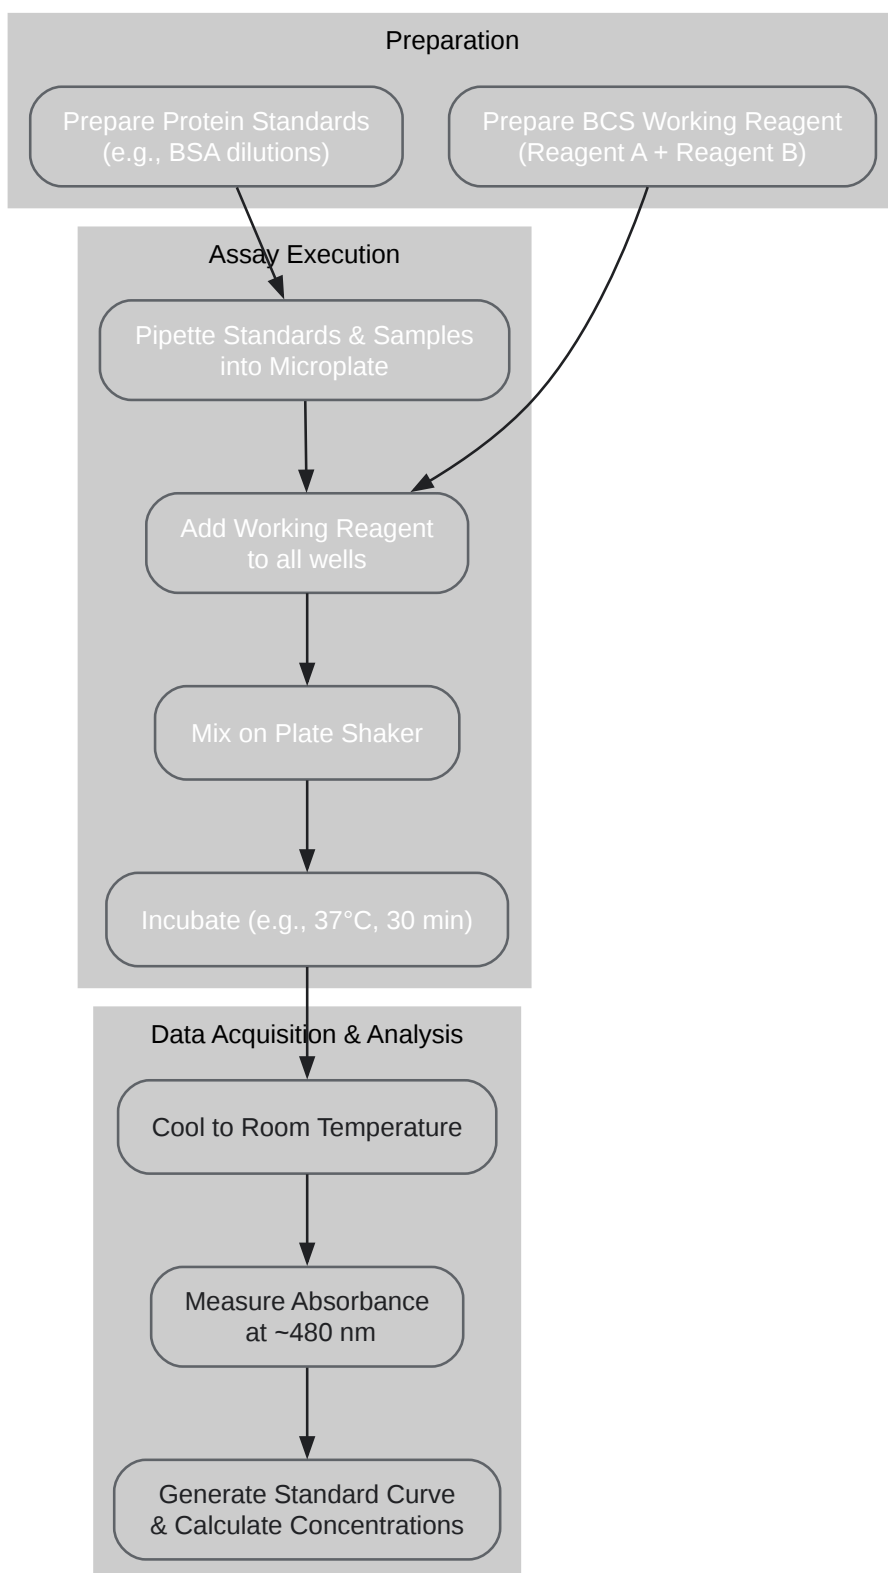 Preparation
Prepare Protein Standards
(e.g., BSA dilutions)
Prepare BCS Working Reagent
(Reagent A + Reagent B)
Assay Execution
Pipette Standards & Samples
into Microplate
Add Working Reagent
to all wells
Mix on Plate Shaker
Incubate (e.g., 37°C, 30 min)
Data Acquisition & Analysis
Cool to Room Temperature
Measure Absorbance
at ~480 nm
Generate Standard Curve
& Calculate Concentrations